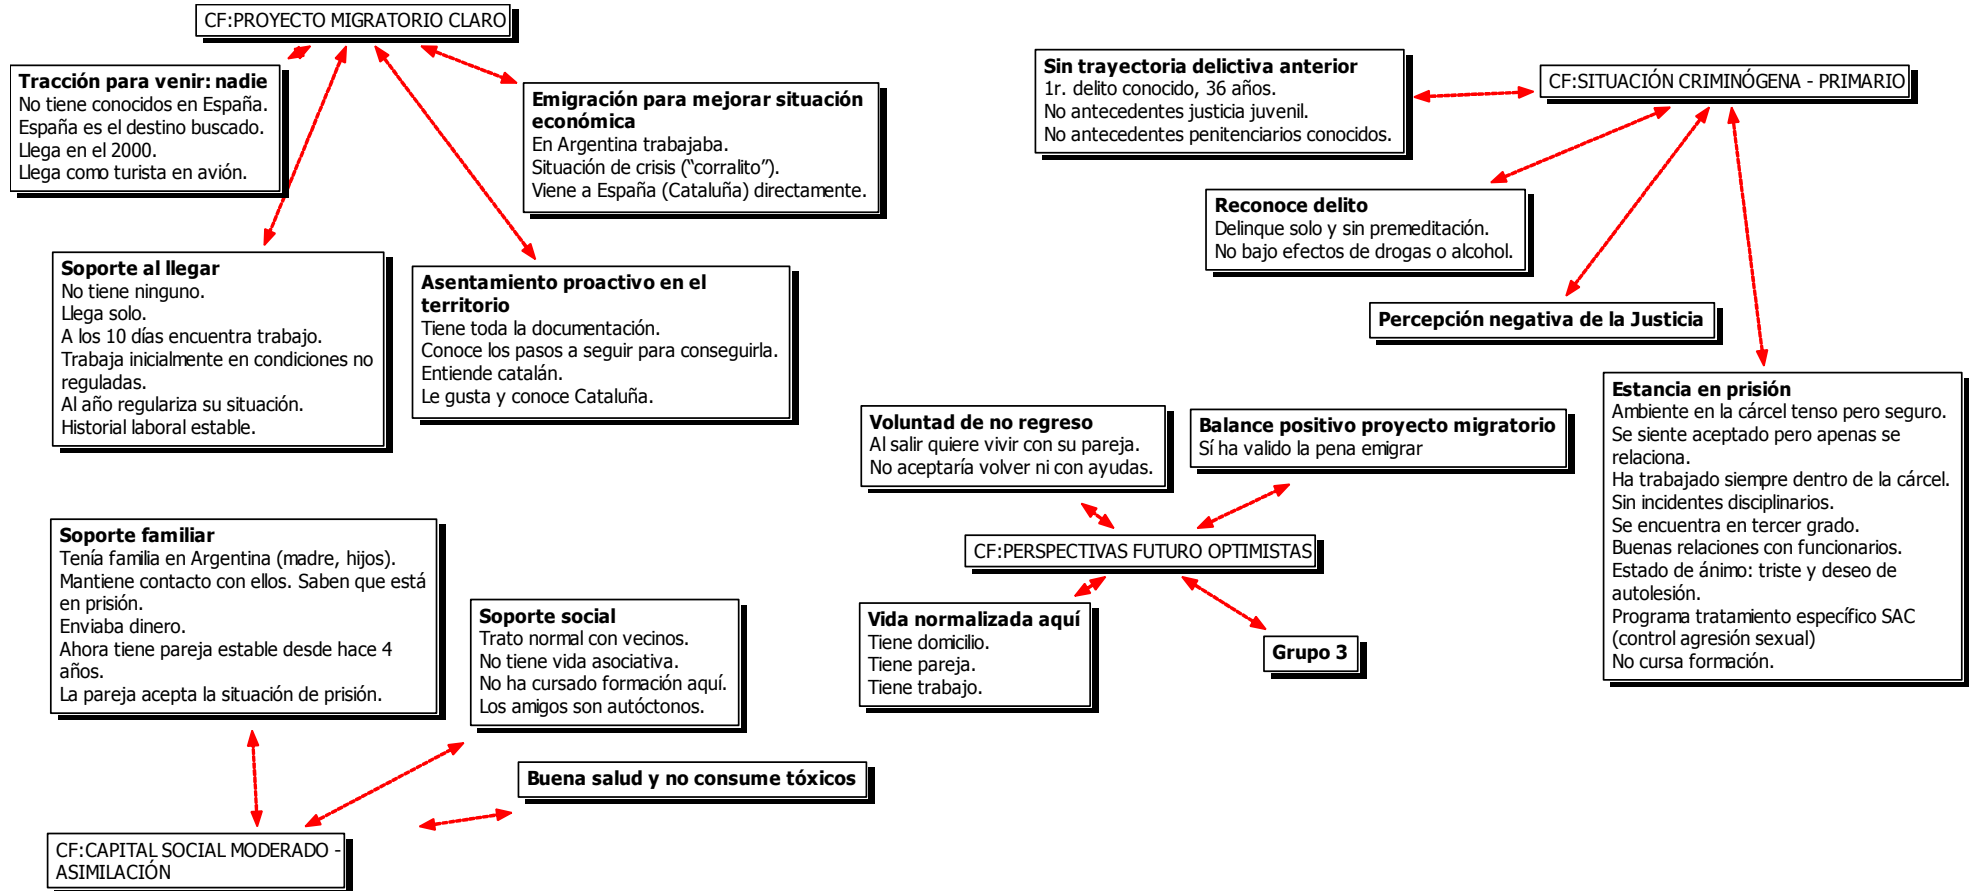 CF:PROYECTO MIGRATORIO CLARO
Tracción para venir: nadie
No tiene conocidos en España.
España es el destino buscado.
Llega en el 2000.
Llega como turista en avión.
Emigración para mejorar situación
económica
En Argentina trabajaba.
Situación de crisis (“corralito”).
Viene a España (Cataluña) directamente.
Soporte al llegar
No tiene ninguno.
Llega solo.
A los 10 días encuentra trabajo.
Trabaja inicialmente en condiciones no
reguladas.
Al año regulariza su situación.
Historial laboral estable.
Asentamiento proactivo en el
territorio
Tiene toda la documentación.
Conoce los pasos a seguir para conseguirla.
Entiende catalán.
Le gusta y conoce Cataluña.
Sin trayectoria delictiva anterior
1r. delito conocido, 36 años.
No antecedentes justicia juvenil.
No antecedentes penitenciarios conocidos.
CF:SITUACIÓN CRIMINÓGENA - PRIMARIO
Reconoce delito
Delinque solo y sin premeditación.
No bajo efectos de drogas o alcohol.
Percepción negativa de la Justicia
Estancia en prisión
Ambiente en la cárcel tenso pero seguro.
Se siente aceptado pero apenas se
relaciona.
Ha trabajado siempre dentro de la cárcel.
Sin incidentes disciplinarios.
Se encuentra en tercer grado.
Buenas relaciones con funcionarios.
Estado de ánimo: triste y deseo de
autolesión.
Programa tratamiento específico SAC
(control agresión sexual)
No cursa formación.
Voluntad de no regreso
Al salir quiere vivir con su pareja.
No aceptaría volver ni con ayudas.
Balance positivo proyecto migratorio
Sí ha valido la pena emigrar
CF:PERSPECTIVAS FUTURO OPTIMISTAS
Vida normalizada aquí
Tiene domicilio.
Tiene pareja.
Tiene trabajo.
Grupo 3
Soporte familiar
Tenía familia en Argentina (madre, hijos).
Mantiene contacto con ellos. Saben que está
en prisión.
Enviaba dinero.
Ahora tiene pareja estable desde hace 4
años.
La pareja acepta la situación de prisión.
Soporte social
Trato normal con vecinos.
No tiene vida asociativa.
No ha cursado formación aquí.
Los amigos son autóctonos.
Buena salud y no consume tóxicos
CF:CAPITAL SOCIAL MODERADO -
ASIMILACIÓN